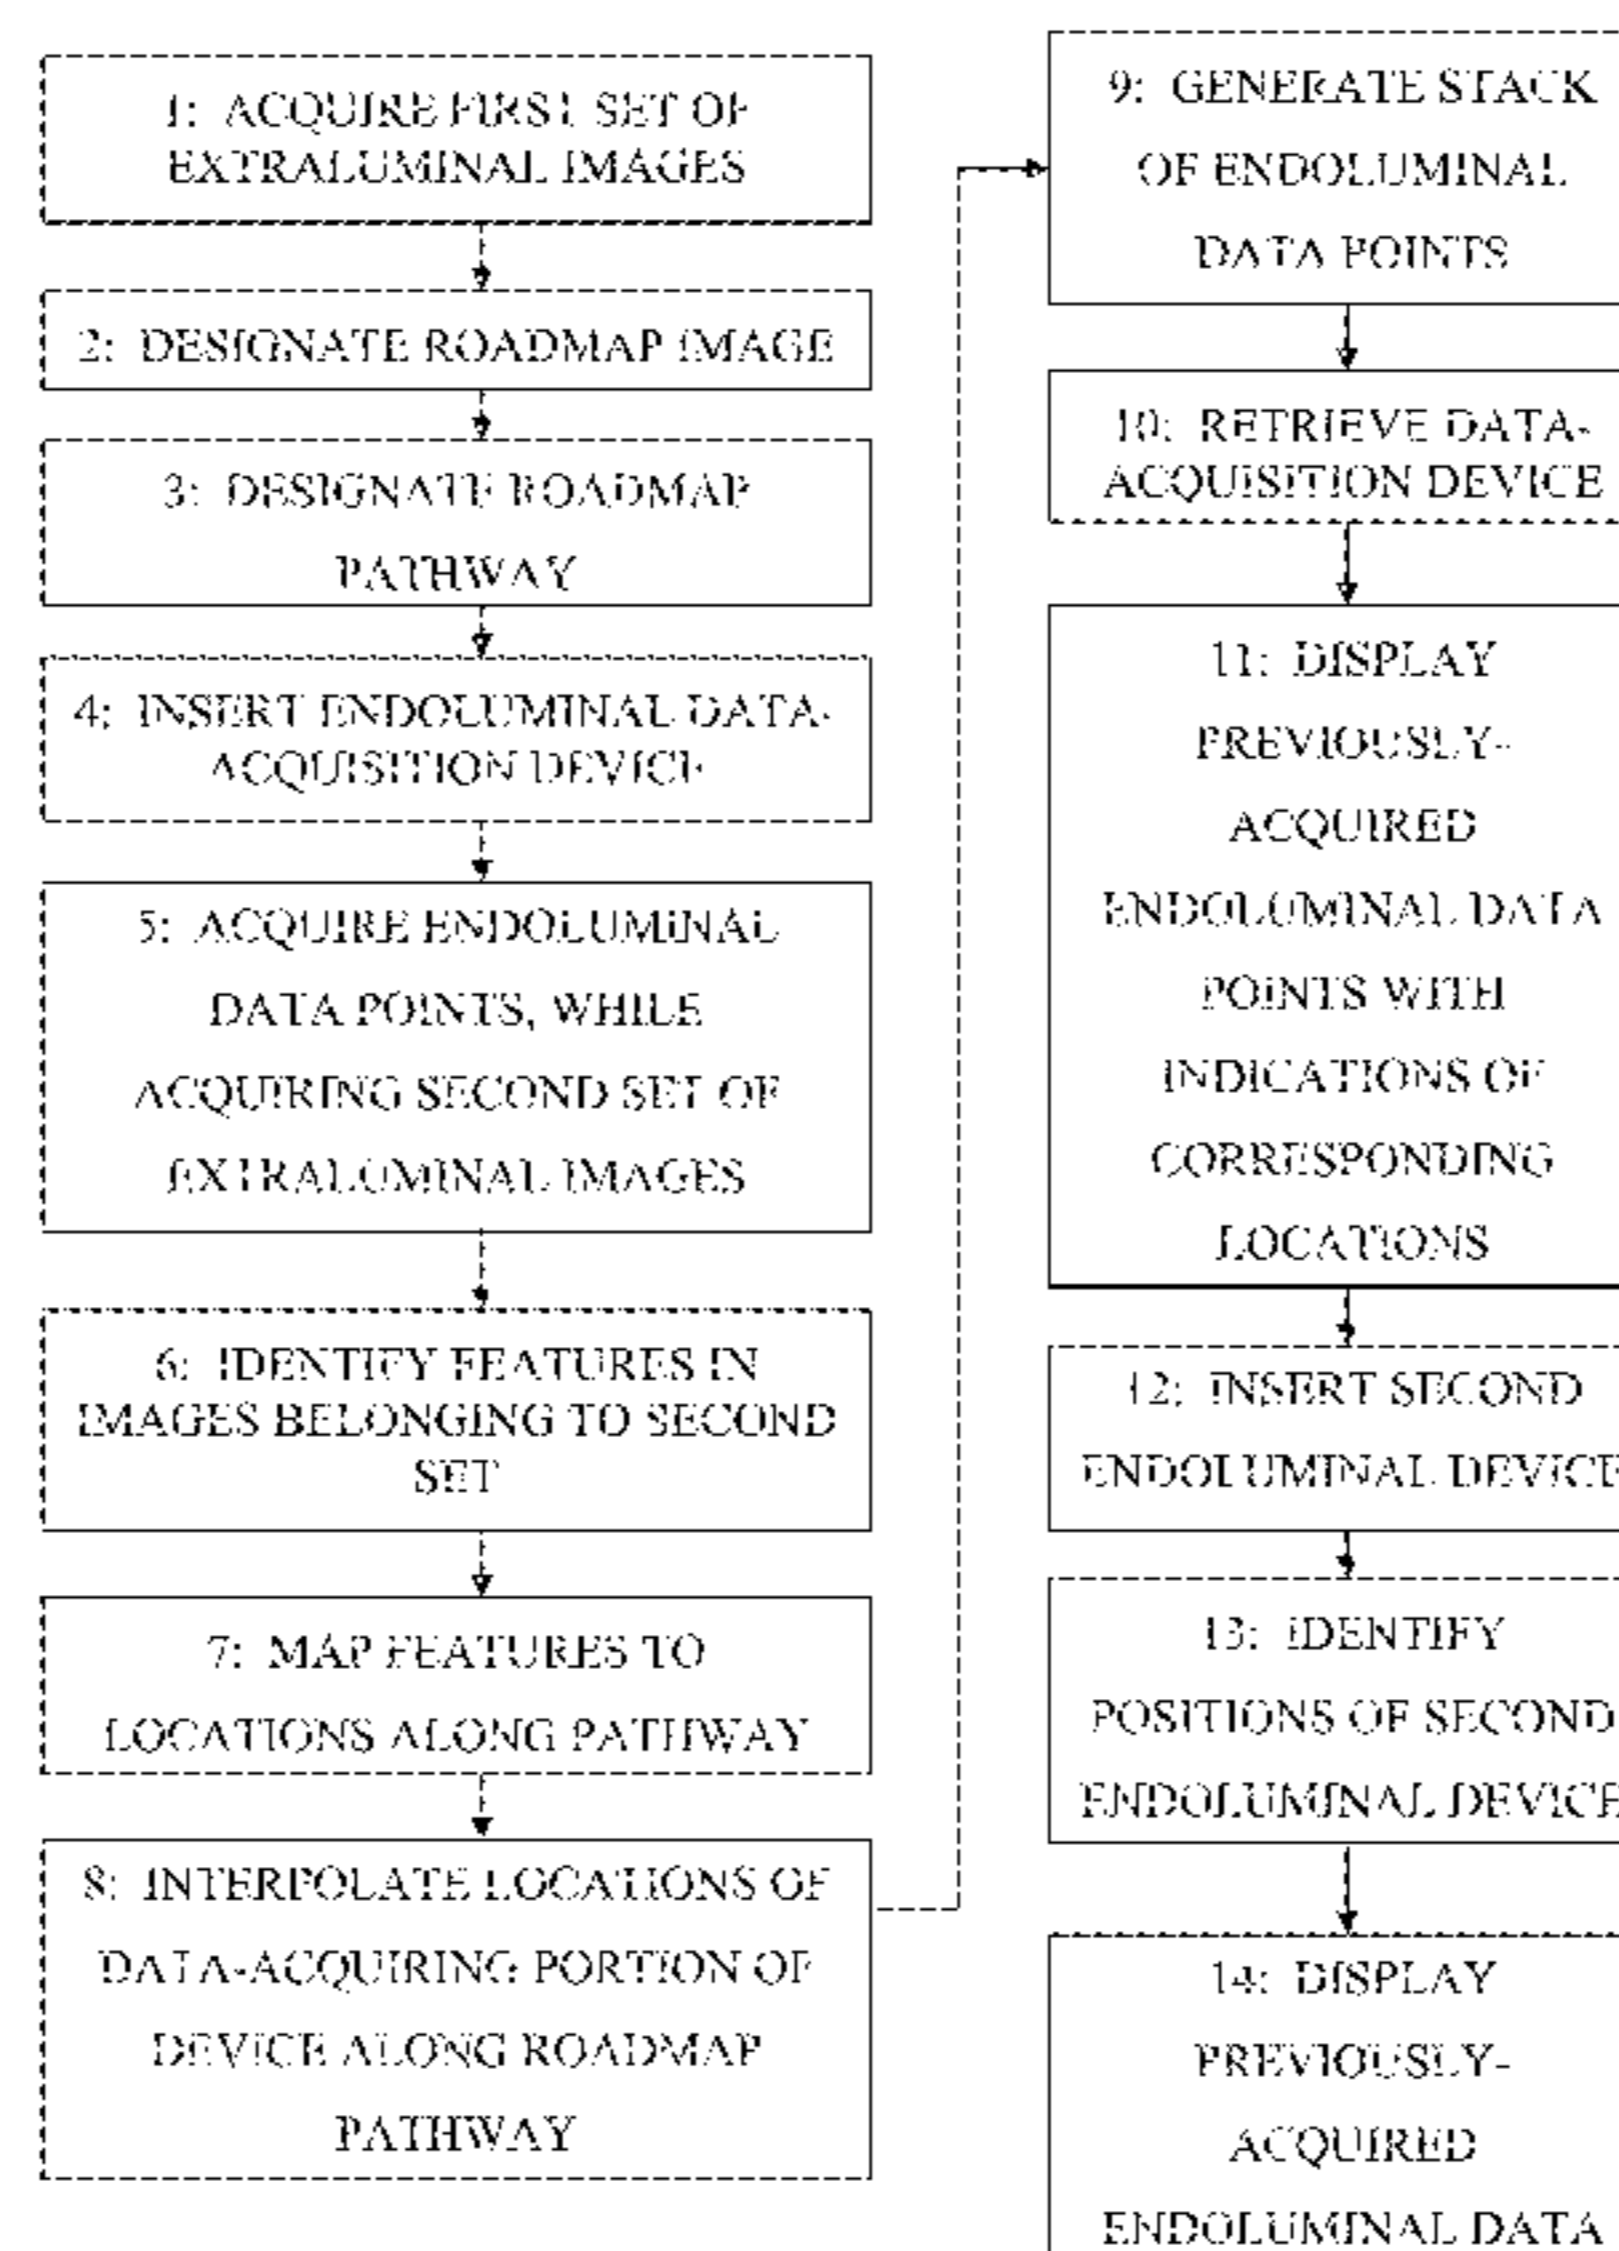 1: ACQUIRE FIRST SET OF
EXTRALUMINAL IMAGES
2: DESIGNATE ROADMAP IMAGE
3: DESIGNATE ROADMAP
PATHWAY
4: INSERT ENDOLUMINAL DATA-
ACQUISITION DEVICE
5: ACQUIRE ENDOLUMINAL
DATA POINTS, WHILE
ACQUIRING SECOND SET OF
EXTRALUMINAL IMAGES
6: IDENTIFY FEATURES IN
IMAGES BELONGING TO SECOND
SET
7: MAP FEATURES TO
LOCATIONS ALONG PATHWAY
8: INTERPOLATE LOCATIONS OF
DATA-ACQUIRING PORTION OF
DEVICE ALONG ROADMAP
PATHWAY
9: GENERATE STACK
OF ENDOLUMINAL
DATA POINTS
10: RETRIEVE DATA-
ACQUISITION DEVICE
11: DISPLAY
PREVIOUSLY-
ACQUIRED
ENDOLUMINAL DATA
POINTS WITH
INDICATIONS OF
CORRESPONDING
LOCATIONS
12: INSERT SECOND
ENDOLUMINAL DEVICE
13: IDENTIFY
POSITIONS OF SECOND
ENDOLUMINAL DEVICE
14: DISPLAY
PREVIOUSLY-
ACQUIRED
ENDOLUMINAL DATA